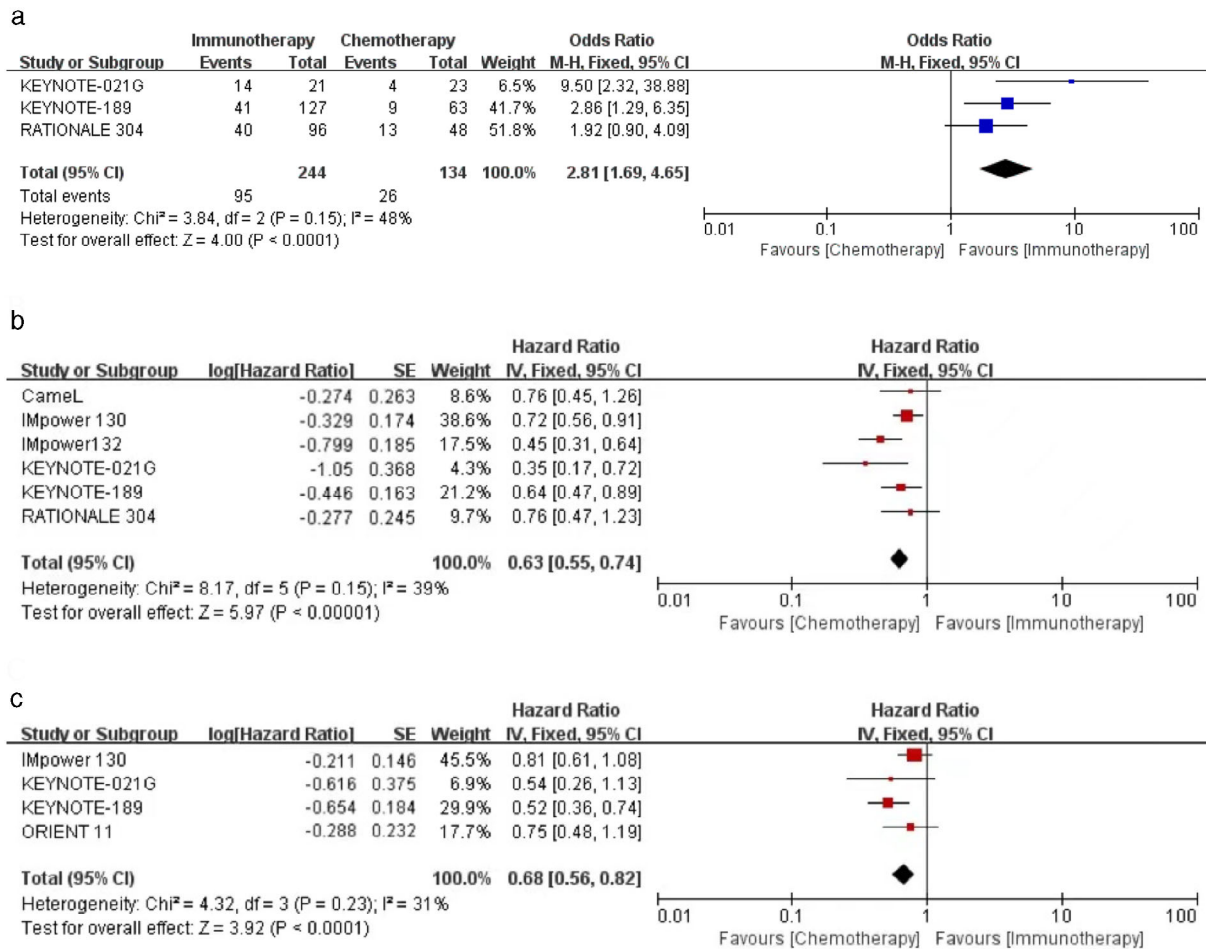 a
Immunotherapy Chemotherapy Odds Ratio Odds Ratio
Study or Subgroup Events Total Events Total Weight M-H, Fixed, 95% CI M-H, Fixed, 95% CI
KEYNOTE-021G 14 21 4 23 6.5% 9.50 [2.32, 38.88]
KEYNOTE-189 41 127 9 63 41.7% 2.86 [1.29, 6.35]
RATIONALE 304 40 96 13 48 51.8% 1.92 [0.90, 4.09]
Total (95% CI) 244 134 100.0% 2.81 [1.69, 4.65]
Total events 95 26
Heterogeneity: Chi² = 3.84, df = 2 (P = 0.15); I² = 48%
Test for overall effect: Z = 4.00 (P < 0.0001)
0.01 0.1 1 10 100
Favours [Chemotherapy] Favours [Immunotherapy]
b
Hazard Ratio Hazard Ratio
Study or Subgroup log[Hazard Ratio] SE Weight IV, Fixed, 95% CI IV, Fixed, 95% CI
CameL -0.274 0.263 8.6% 0.76 [0.45, 1.26]
IMpower 130 -0.329 0.174 38.6% 0.72 [0.56, 0.91]
IMpower132 -0.799 0.185 17.5% 0.45 [0.31, 0.64]
KEYNOTE-021G -1.05 0.368 4.3% 0.35 [0.17, 0.72]
KEYNOTE-189 -0.446 0.163 21.2% 0.64 [0.47, 0.89]
RATIONALE 304 -0.277 0.245 9.7% 0.76 [0.47, 1.23]
Total (95% CI) 100.0% 0.63 [0.55, 0.74]
Heterogeneity: Chi² = 8.17, df = 5 (P = 0.15); I² = 39%
Test for overall effect: Z = 5.97 (P < 0.00001)
0.01 0.1 1 10 100
Favours [Chemotherapy] Favours [Immunotherapy]
c
Hazard Ratio Hazard Ratio
Study or Subgroup log[Hazard Ratio] SE Weight IV, Fixed, 95% CI IV, Fixed, 95% CI
IMpower 130 -0.211 0.146 45.5% 0.81 [0.61, 1.08]
KEYNOTE-021G -0.616 0.375 6.9% 0.54 [0.26, 1.13]
KEYNOTE-189 -0.654 0.184 29.9% 0.52 [0.36, 0.74]
ORIENT 11 -0.288 0.232 17.7% 0.75 [0.48, 1.19]
Total (95% CI) 100.0% 0.68 [0.56, 0.82]
Heterogeneity: Chi² = 4.32, df = 3 (P = 0.23); I² = 31%
Test for overall effect: Z = 3.92 (P < 0.0001)
0.01 0.1 1 10 100
Favours [Chemotherapy] Favours [Immunotherapy]